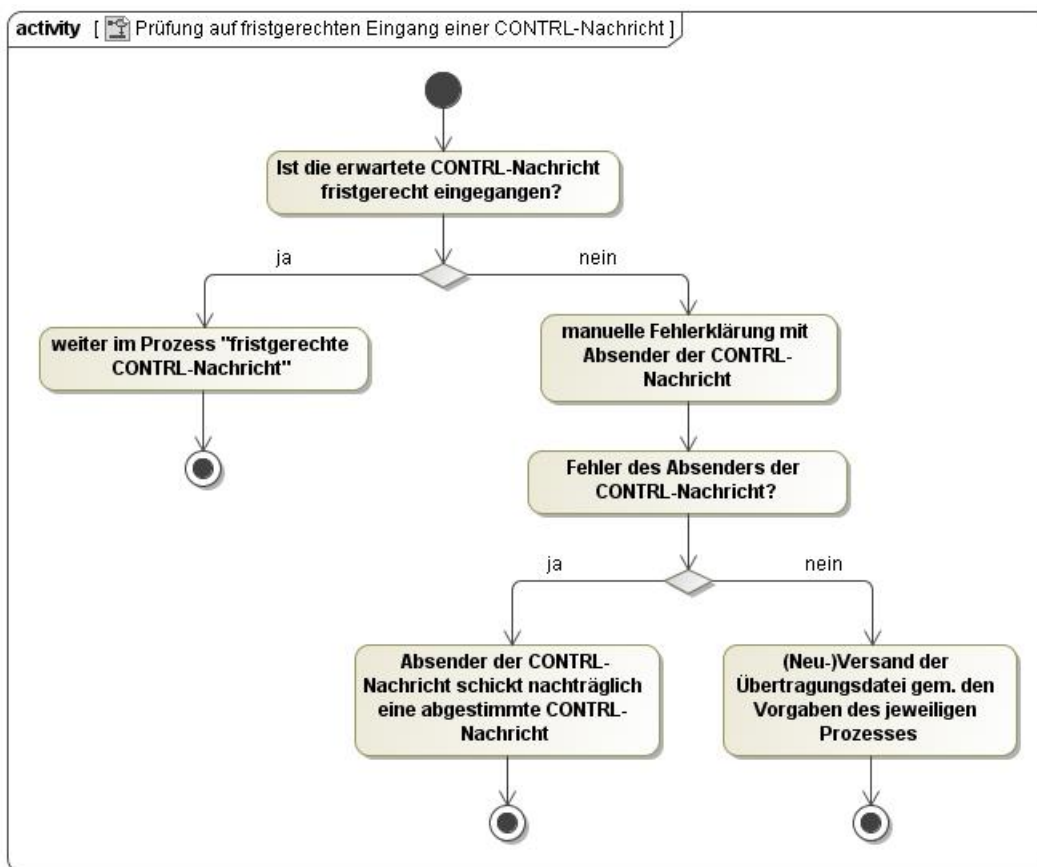 activity [ Prüfung auf fristgerechten Eingang einer CONTRL-Nachricht ]
Ist die erwartete CONTRL-Nachricht
fristgerecht eingegangen?
ja
nein
weiter im Prozess "fristgerechte
CONTRL-Nachricht"
manuelle Fehlerklärung mit
Absender der CONTRL-
Nachricht
Fehler des Absenders der
CONTRL-Nachricht?
ja
nein
Absender der CONTRL-
Nachricht schickt nachträglich
eine abgestimmte CONTRL-
Nachricht
(Neu-)Versand der
Übertragungsdatei gem. den
Vorgaben des jeweiligen
Prozesses